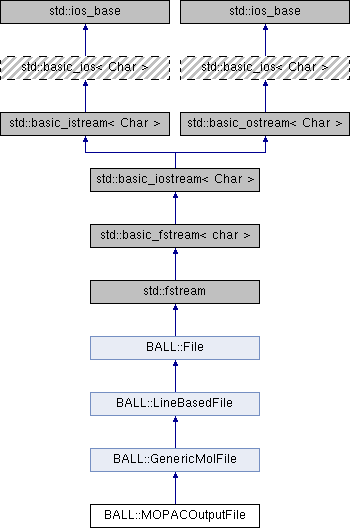 std::ios_base
std::ios_base
std::basic_ios< Char >
std::basic_ios< Char >
std::basic_istream< Char >
std::basic_ostream< Char >
std::basic_iostream< Char >
std::basic_fstream< char >
std::fstream
BALL::File
BALL::LineBasedFile
BALL::GenericMolFile
BALL::MOPACOutputFile